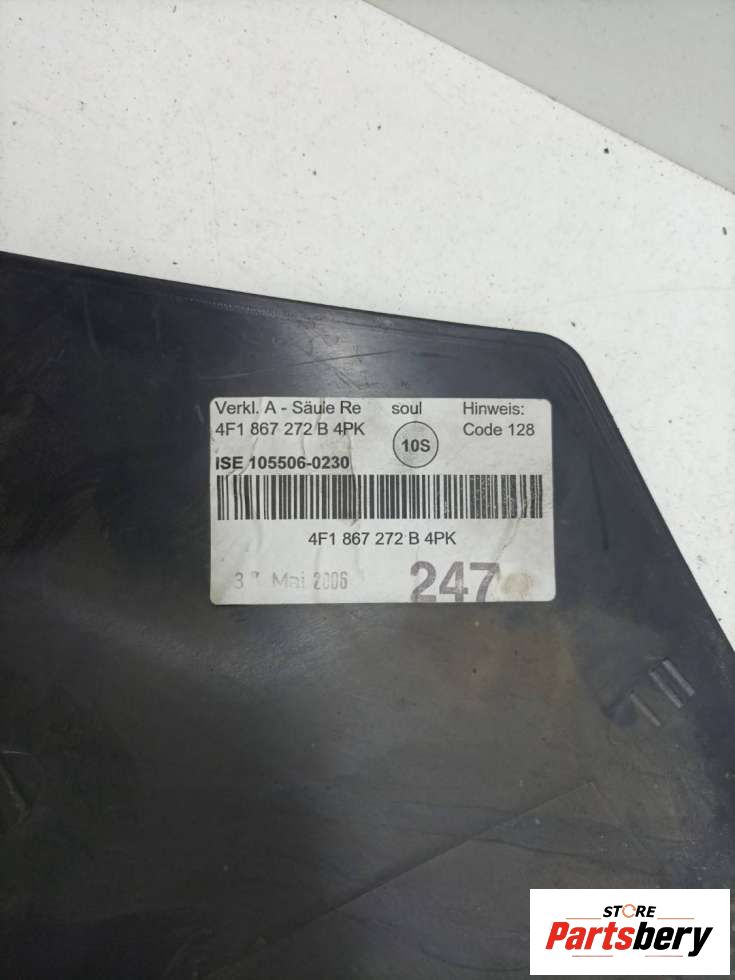 Verkl. A - Säule Re soul Hinweis:
4F1 867 272 B 4PK 10S Code 128
ISE 105506-0230
4F1 867 272 B 4PK
Mai 2006 247
STORE
Partsbery